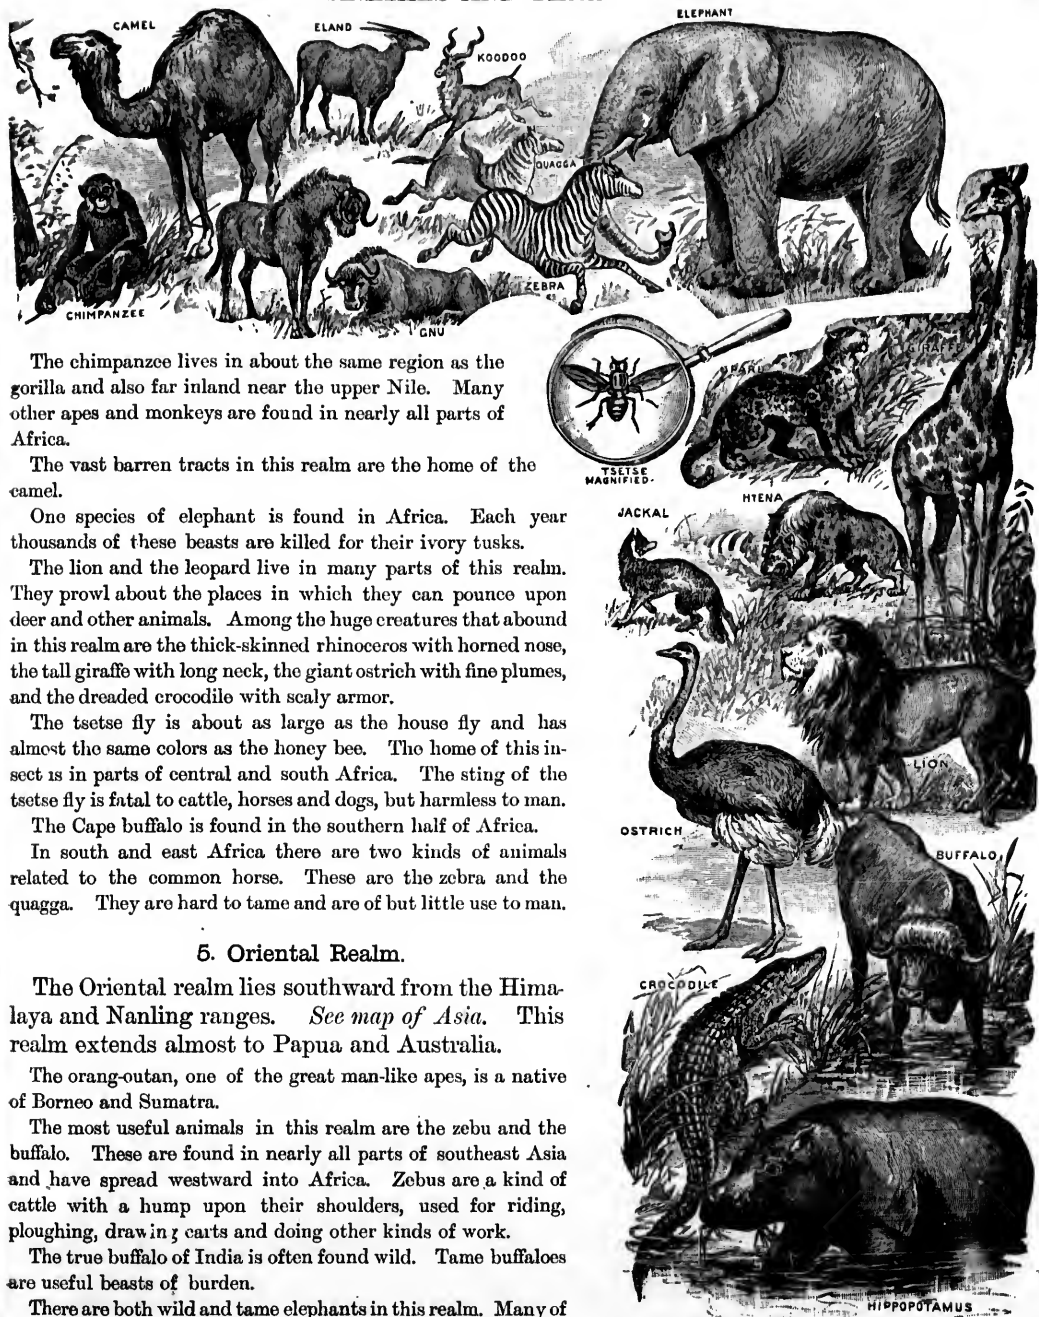 CAMEL
ELAND
ELEPHANT
KOODOO
QUAGGA
ZEBRA
CHIMPANZEE
GNU
GIRAFFE
PARD
TSETSE
MAGNIFIED.
HYENA
JACKAL
LION
OSTRICH
BUFFALO
CROCODILE
HIPPOPOTAMUS
The chimpanzee lives in about the same region as the
gorilla and also far inland near the upper Nile. Many
other apes and monkeys are found in nearly all parts of
Africa.
The vast barren tracts in this realm are the home of the
camel.
One species of elephant is found in Africa. Each year
thousands of these beasts are killed for their ivory tusks.
The lion and the leopard live in many parts of this realm.
They prowl about the places in which they can pounce upon
deer and other animals. Among the huge creatures that abound
in this realm are the thick-skinned rhinoceros with horned nose,
the tall giraffe with long neck, the giant ostrich with fine plumes,
and the dreaded crocodile with scaly armor.
The tsetse fly is about as large as the house fly and has
almost the same colors as the honey bee. The home of this in-
sect is in parts of central and south Africa. The sting of the
tsetse fly is fatal to cattle, horses and dogs, but harmless to man.
The Cape buffalo is found in the southern half of Africa.
In south and east Africa there are two kinds of animals
related to the common horse. These are the zebra and the
quagga. They are hard to tame and are of but little use to man.
5. Oriental Realm.
The Oriental realm lies southward from the Hima-
laya and Nanling ranges. See map of Asia. This
realm extends almost to Papua and Australia.
The orang-outan, one of the great man-like apes, is a native
of Borneo and Sumatra.
The most useful animals in this realm are the zebu and the
buffalo. These are found in nearly all parts of southeast Asia
and have spread westward into Africa. Zebus are a kind of
cattle with a hump upon their shoulders, used for riding,
ploughing, drawing carts and doing other kinds of work.
The true buffalo of India is often found wild. Tame buffaloes
are useful beasts of burden.
There are both wild and tame elephants in this realm. Many of